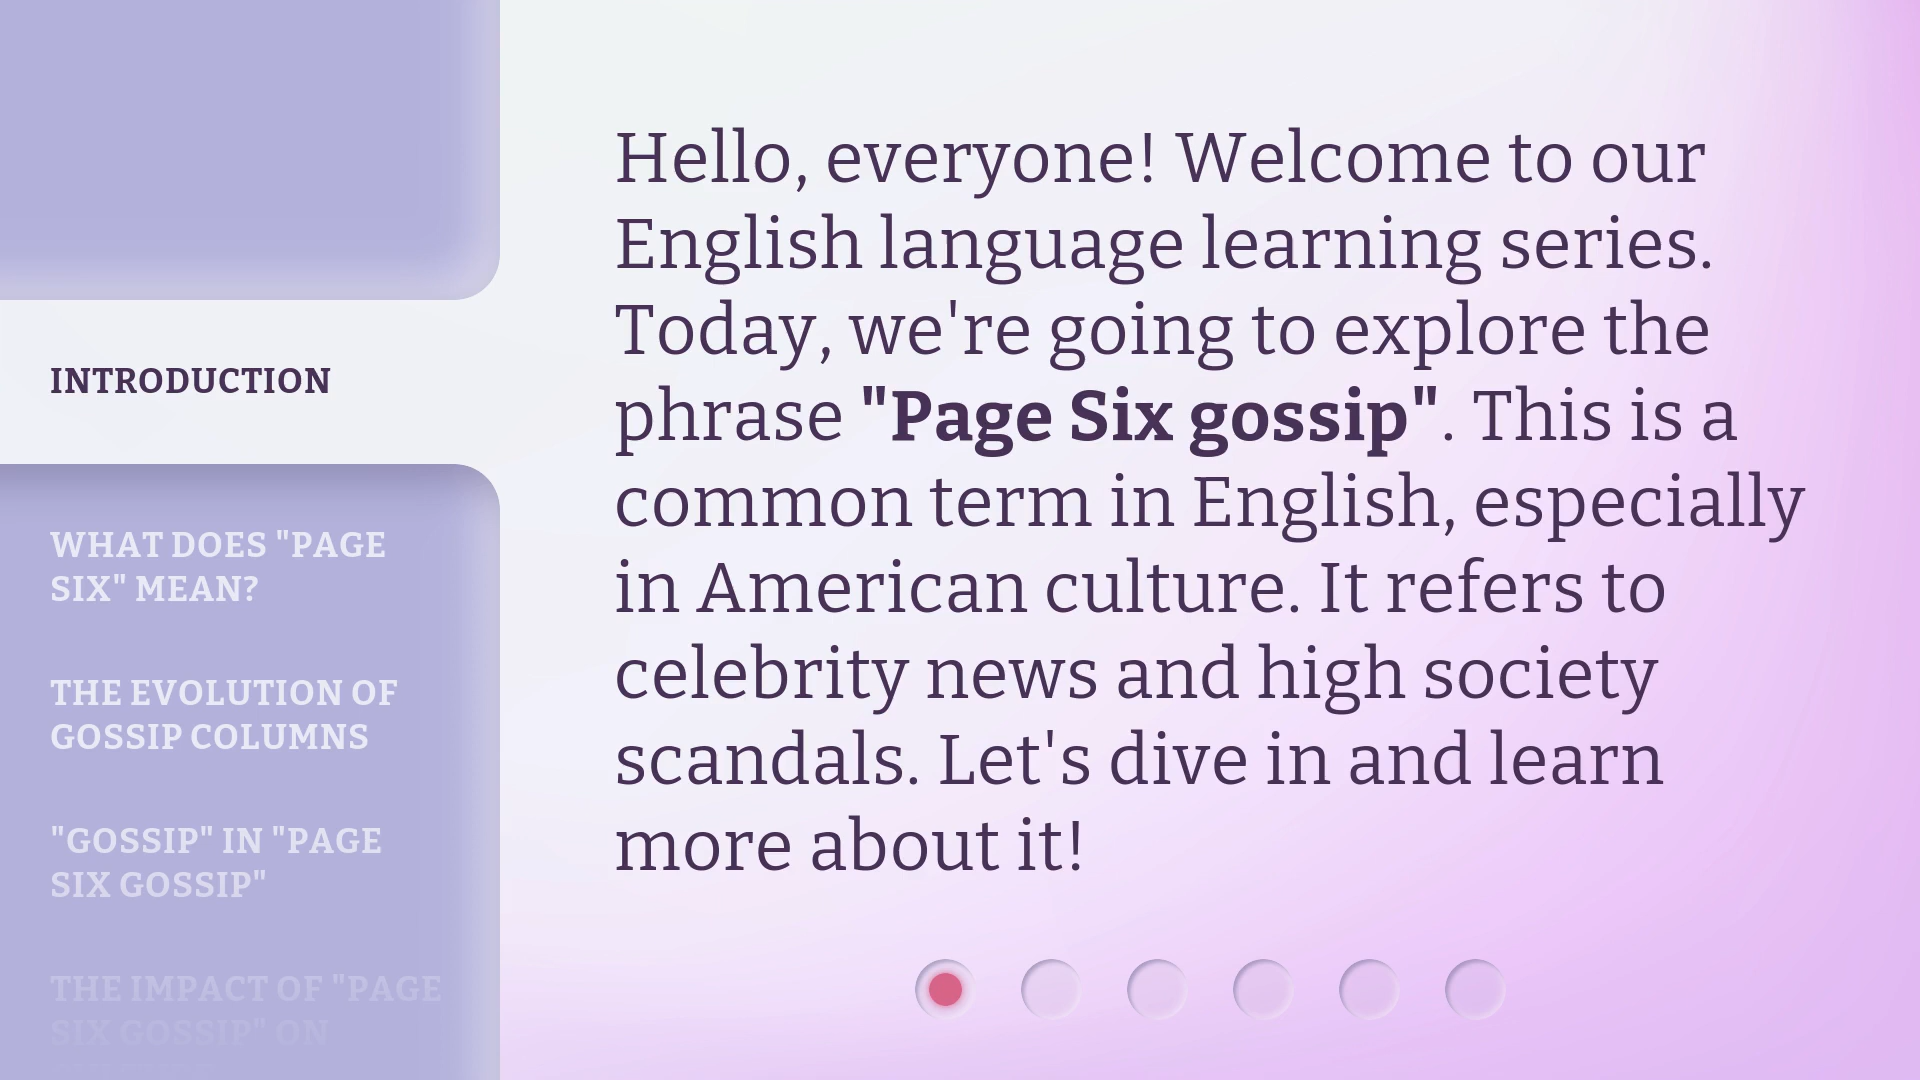 INTRODUCTION
WHAT DOES "PAGE
SIX" MEAN?
THE EVOLUTION OF
GOSSIP COLUMNS
"GOSSIP" IN "PAGE
SIX GOSSIP"
THE IMPACT OF "PAGE
SIX GOSSIP" ON
Hello, everyone! Welcome to our
English language learning series.
Today, we're going to explore the
phrase "Page Six gossip". This is a
common term in English, especially
in American culture. It refers to
celebrity news and high society
scandals. Let's dive in and learn
more about it!